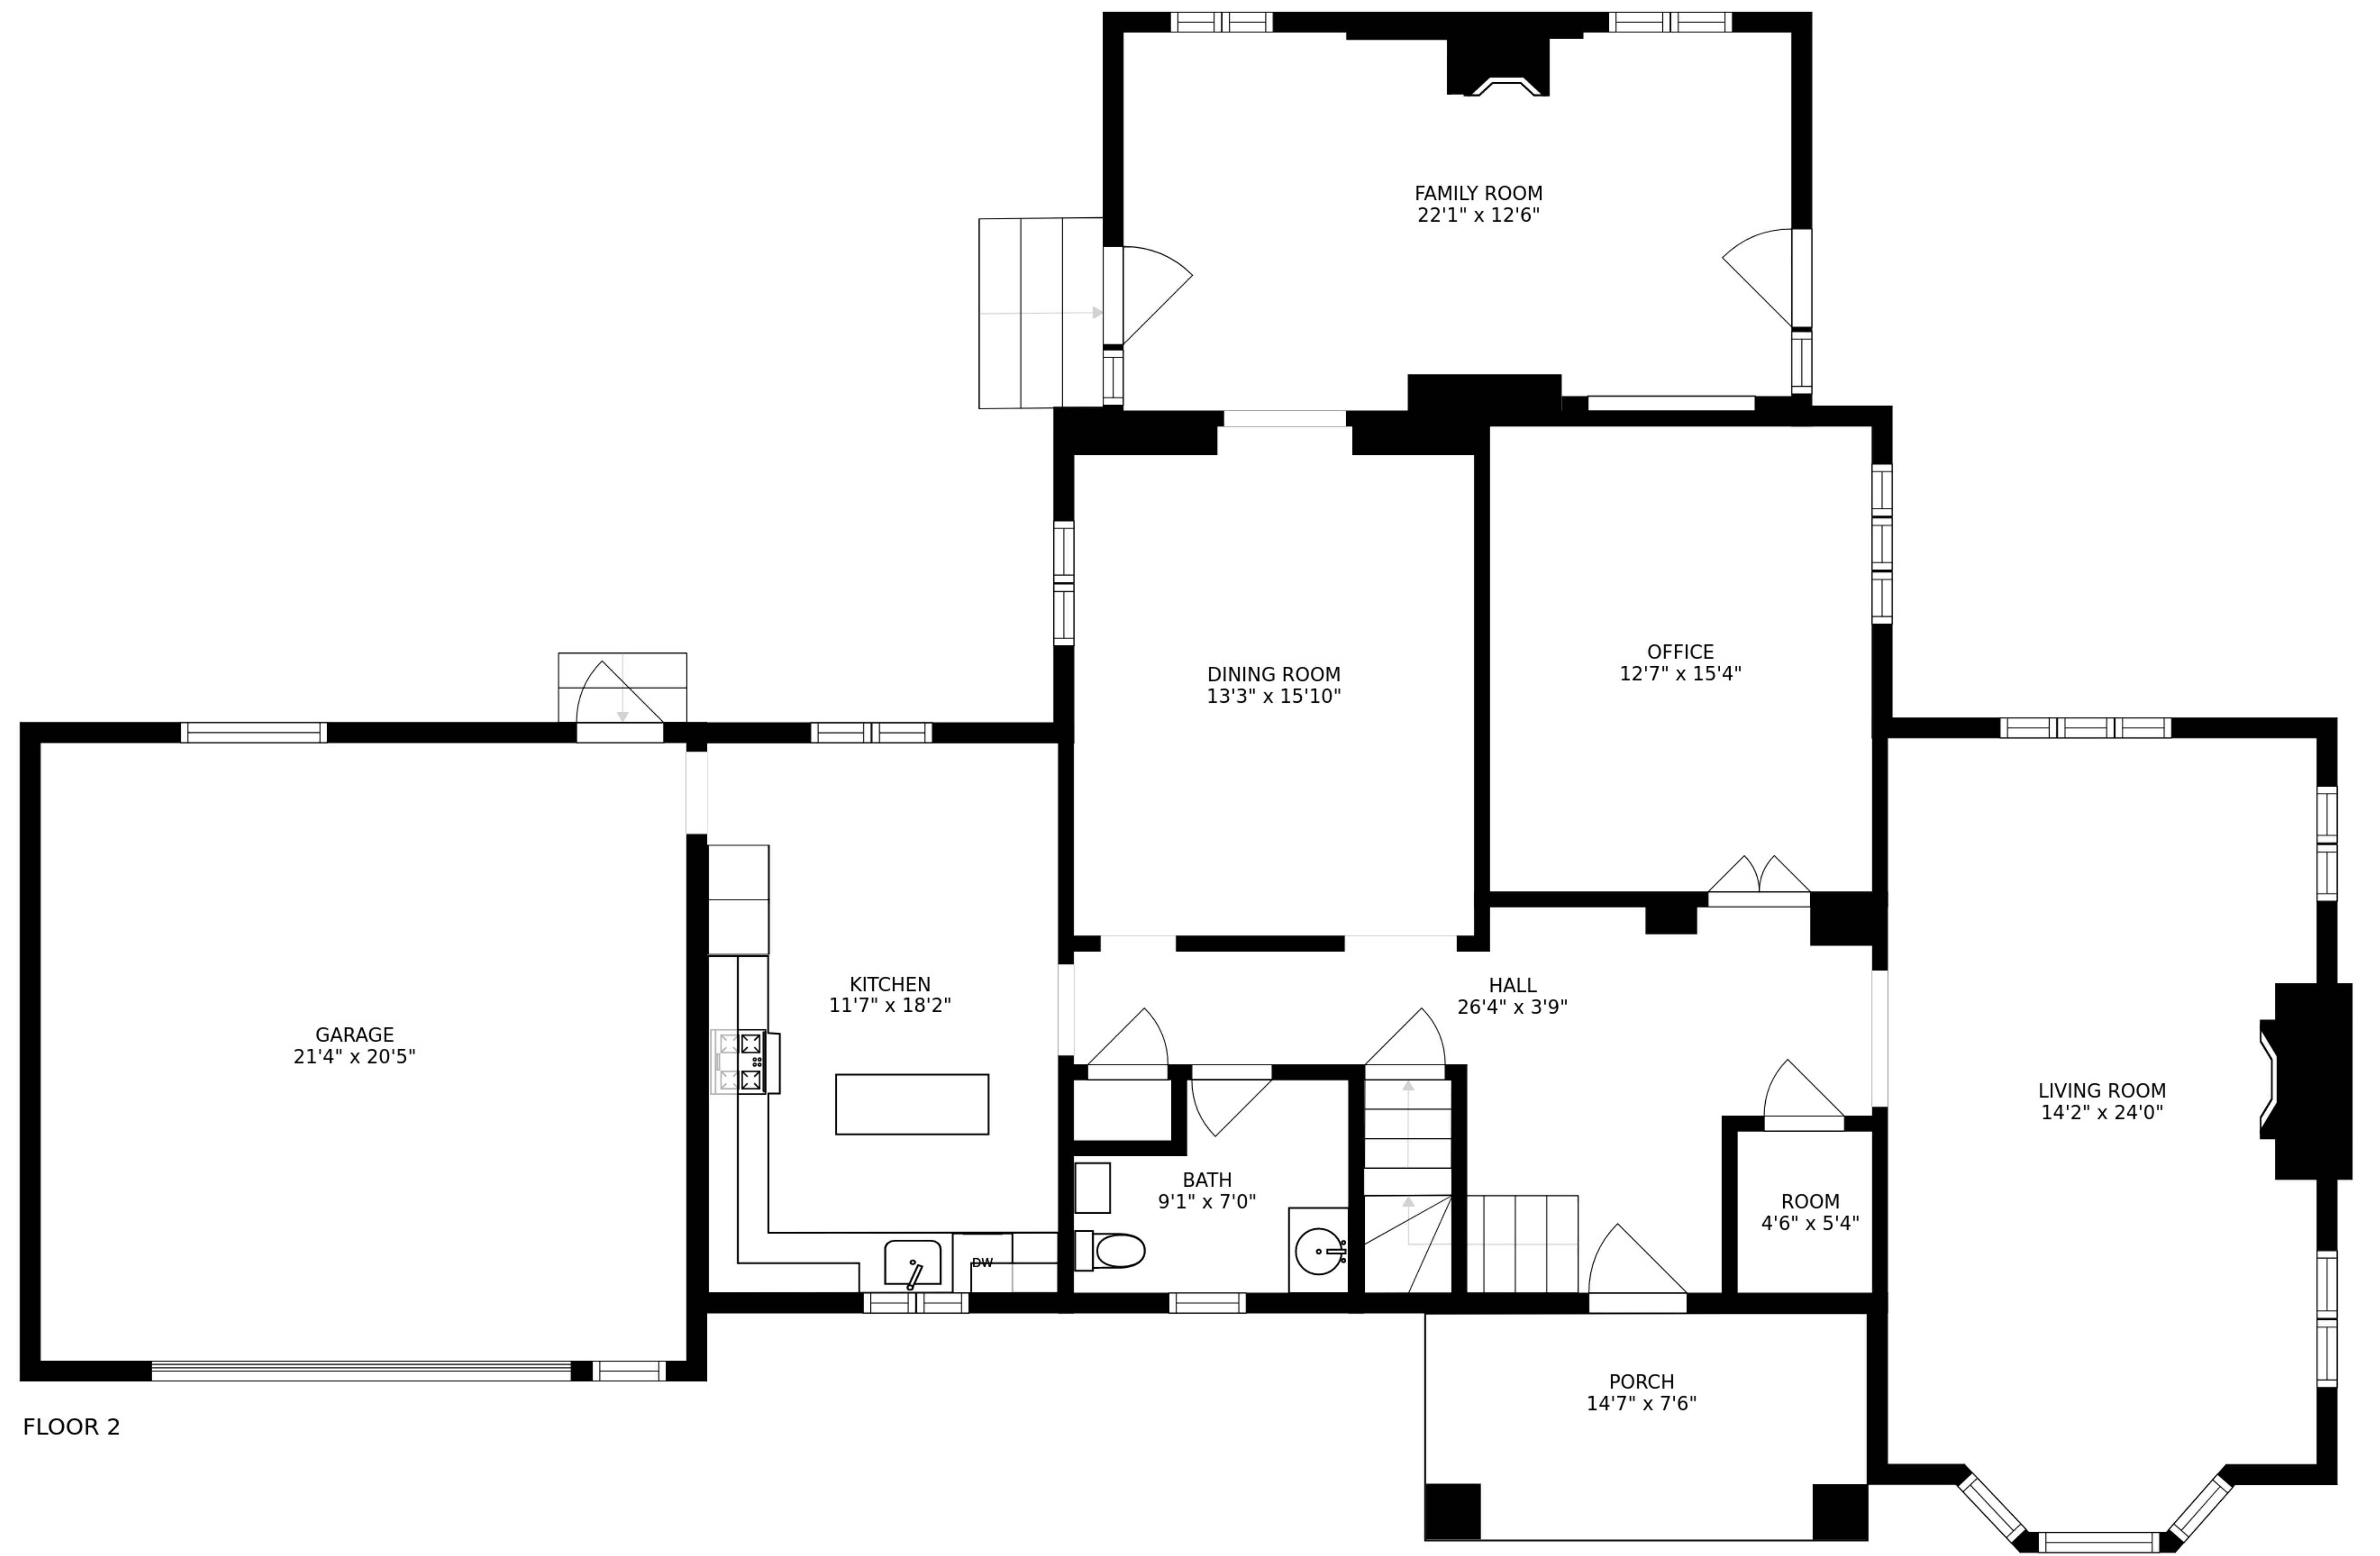 FAMILY ROOM
22'1" x 12'6"
OFFICE
12'7" x 15'4"
DINING ROOM
13'3" x 15'10"
KITCHEN
11'7" x 18'2"
HALL
26'4" x 3'9"
GARAGE
21'4" x 20'5"
LIVING ROOM
14'2" x 24'0"
BATH
9'1" x 7'0"
ROOM
4'6" x 5'4"
DW
PORCH
14'7" x 7'6"
FLOOR 2